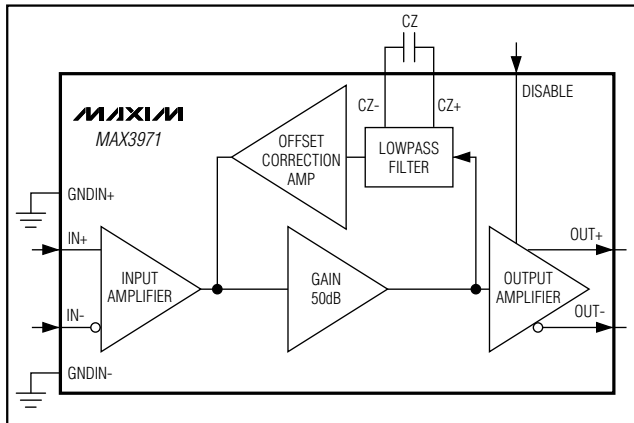 CZ
MAXIM
MAX3971
CZ-
CZ+
DISABLE
OFFSET
CORRECTION
AMP
LOWPASS
FILTER
GNDIN+
IN+
INPUT
AMPLIFIER
GAIN
50dB
OUTPUT
AMPLIFIER
OUT+
IN-
OUT-
GNDIN-